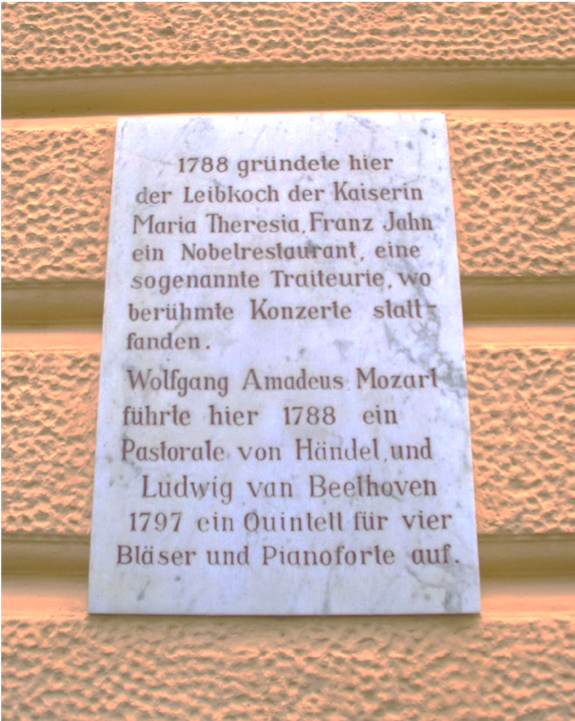 1788 gründete hier
der Leibkoch der Kaiserin
Maria Theresia, Franz Jahn
ein Nobelrestaurant, eine
sogenannte Traiteurie, wo
berühmte Konzerte statt-
fanden.
Wolfgang Amadeus Mozart
führte hier 1788 ein
Pastorale von Händel, und
Ludwig van Beethoven
1797 ein Quintett für vier
Bläser und Pianoforte auf.